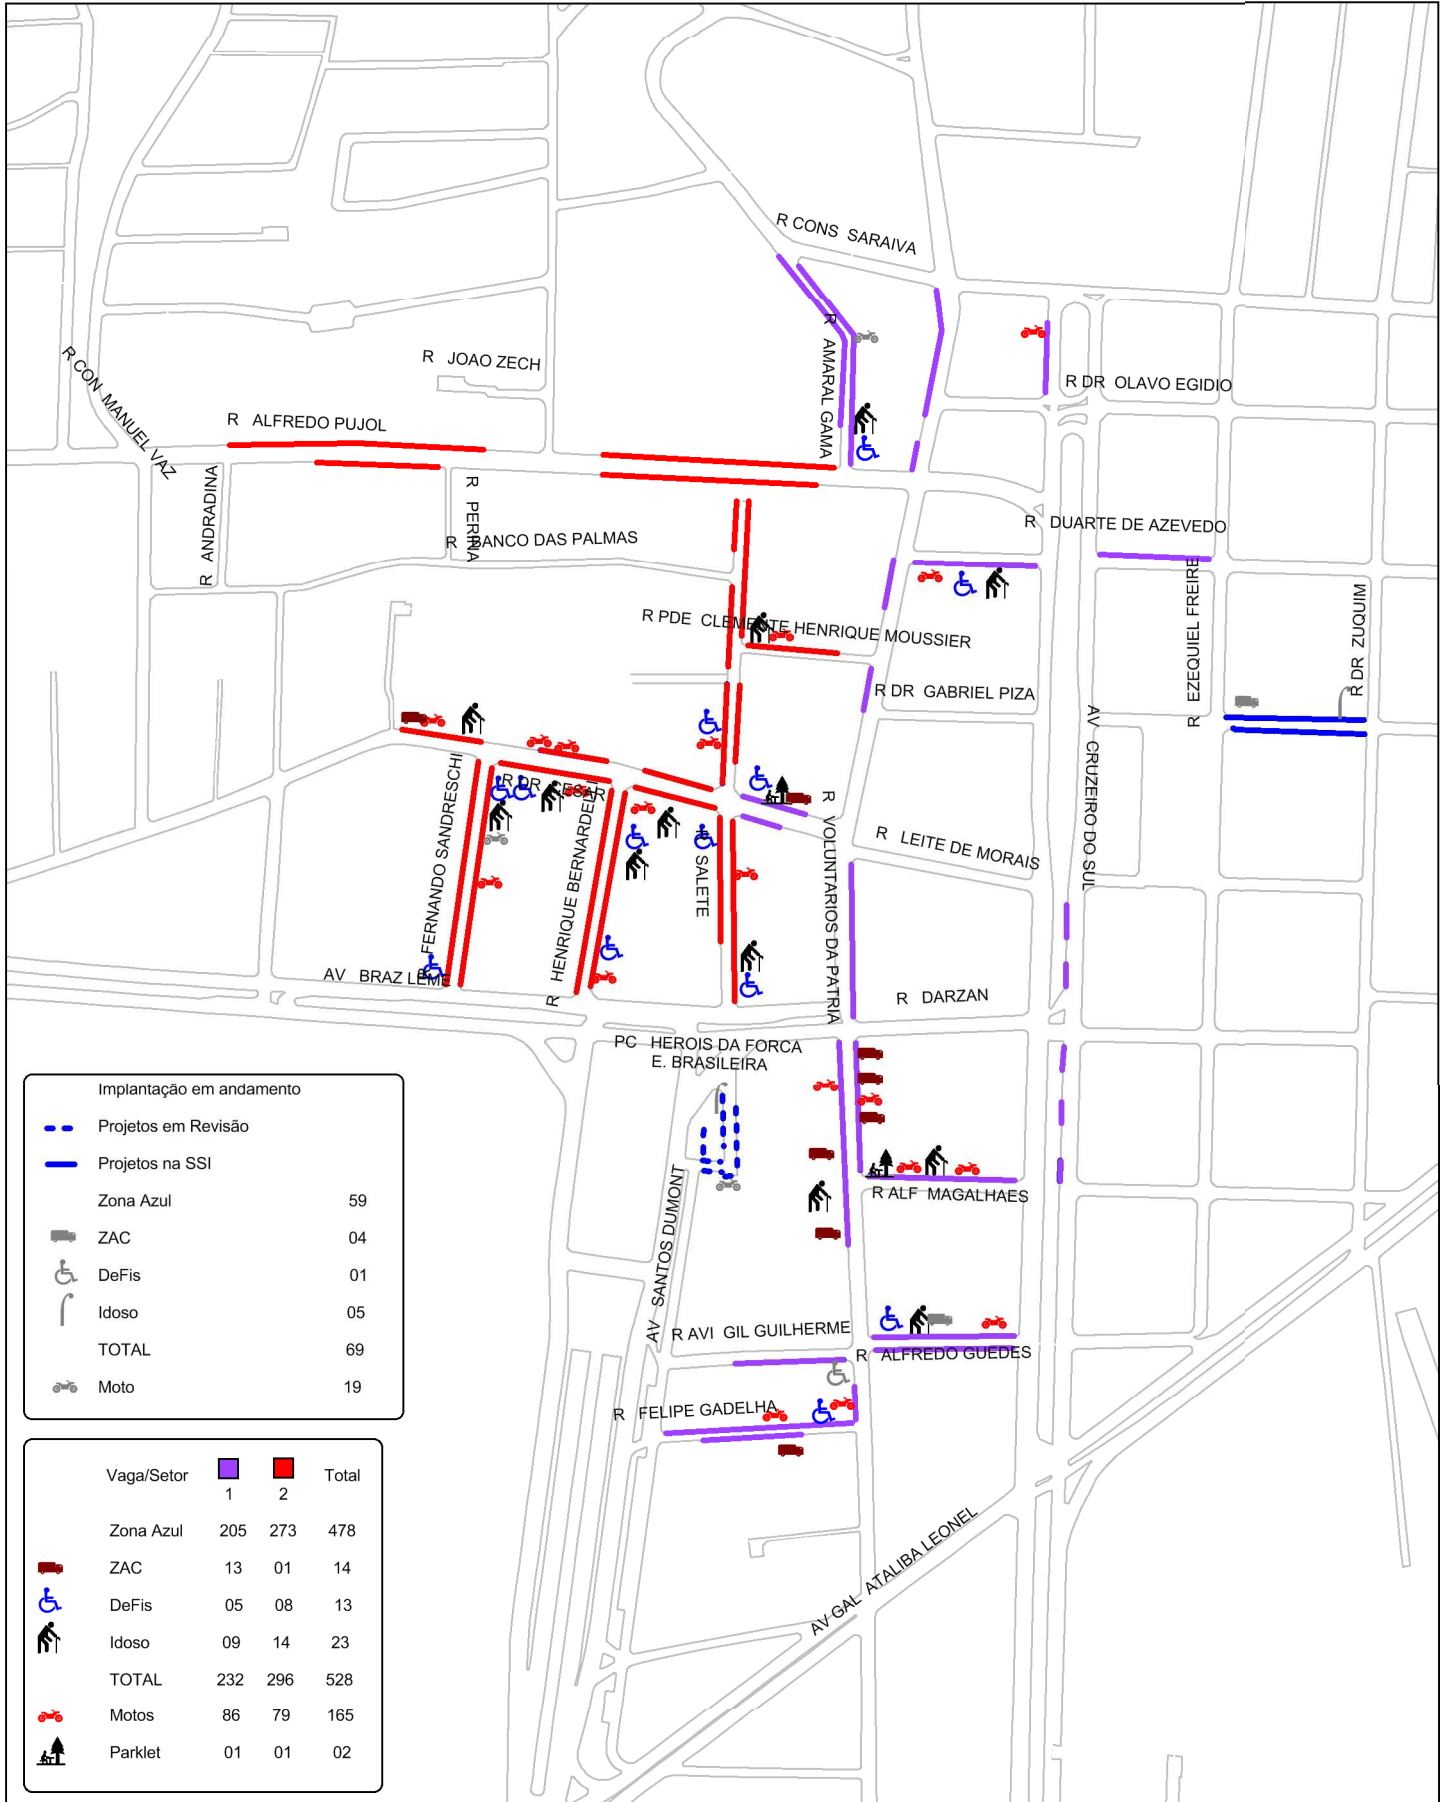 R CONS SARAIVA
R AMARAL GAMA
R JOAO ZECH
R CON MANUEL VAZ
R DR OLAVO EGIDIO
R ALFREDO PUJOL
R ANDRADINA
R PERINA
R BANCO DAS PALMAS
R DUARTE DE AZEVEDO
R EZEQUIEL FREIRE
R DR ZUQUIM
R PDE CLEMENTE HENRIQUE MOUSSIER
R DR GABRIEL PIZA
AV CRUZEIRO DO SUL
R DR CESAR
R FERNANDO SANDRESCHI
R HENRIQUE BERNARDELLI
R SALETE
R VOLUNTARIOS DA PATRIA
R LEITE DE MORAIS
AV BRAZ LEME
R DARZAN
PC HEROIS DA FORCA
E. BRASILEIRA
AV SANTOS DUMONT
R ALF MAGALHAES
R AVI GIL GUILHERME
R ALFREDO GUEDES
R FELIPE GADELHA
AV GAL ATALIBA LEONEL
Implantação em andamento
Projetos em Revisão
Projetos na SSI
Zona Azul 59
ZAC 04
DeFis 01
Idoso 05
TOTAL 69
Moto 19
Vaga/Setor Total
1 2
Zona Azul 205 273 478
ZAC 13 01 14
DeFis 05 08 13
Idoso 09 14 23
TOTAL 232 296 528
Motos 86 79 165
Parklet 01 01 02